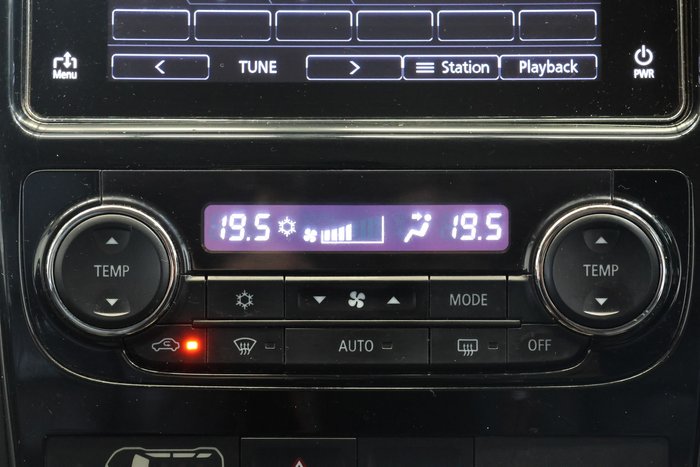 Menu
< TUNE > Station Playback
PWR
19.5 19.5
TEMP
TEMP
MODE
AUTO
OFF